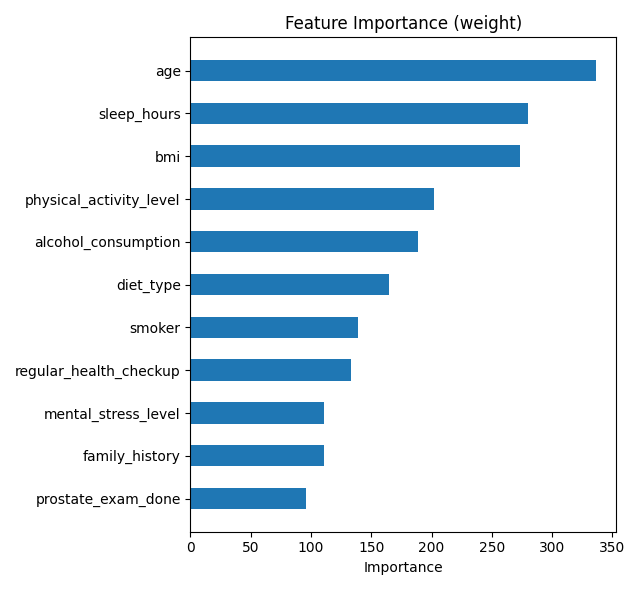 Feature Importance (weight)
age
sleep_hours
bmi
physical_activity_level
alcohol_consumption
diet_type
smoker
regular_health_checkup
mental_stress_level
family_history
prostate_exam_done
0 50 100 150 200 250 300 350
Importance